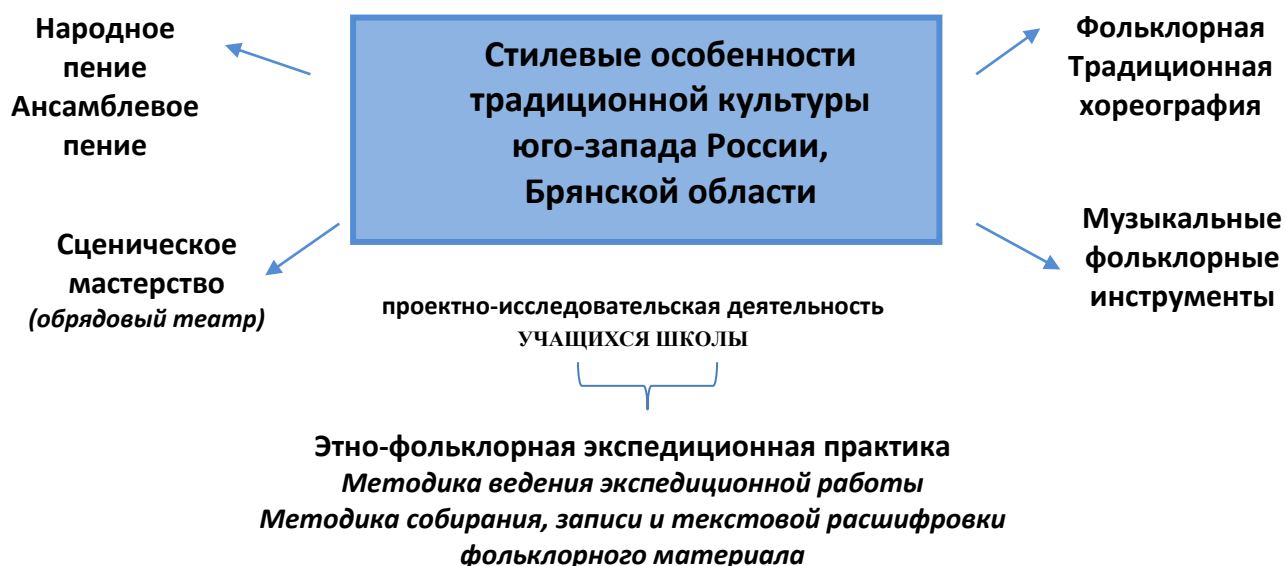 Народное
пение
Ансамблевое
пение
Стилевые особенности
традиционной культуры
юго-запада России,
Брянской области
Фольклорная
Традиционная
хореография
Сценическое
мастерство
(обрядовый театр)
Музыкальные
фольклорные
инструменты
проектно-исследовательская деятельность
УЧАЩИХСЯ ШКОЛЫ
Этно-фольклорная экспедиционная практика
Методика ведения экспедиционной работы
Методика собирания, записи и текстовой расшифровки
фольклорного материала